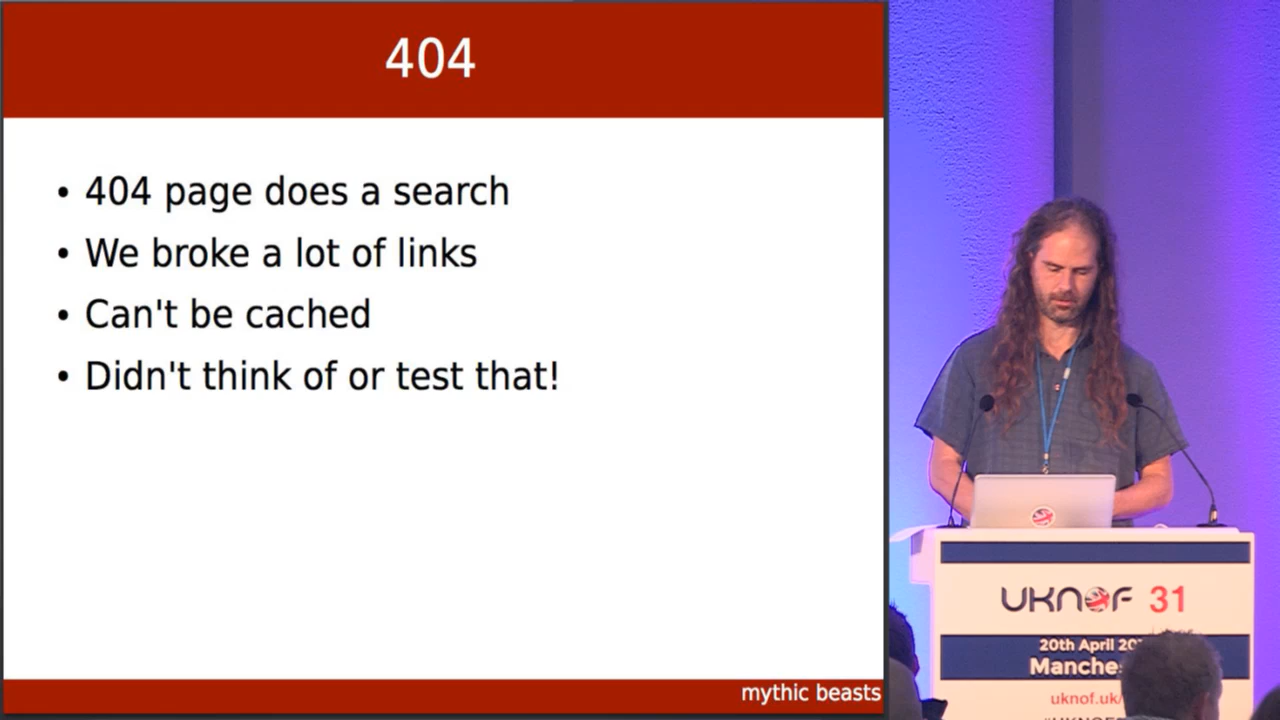 404
• 404 page does a search
• We broke a lot of links
• Can't be cached
• Didn't think of or test that!
mythic beasts
UKNOF 31
20th April
Manche
uknof.uk/